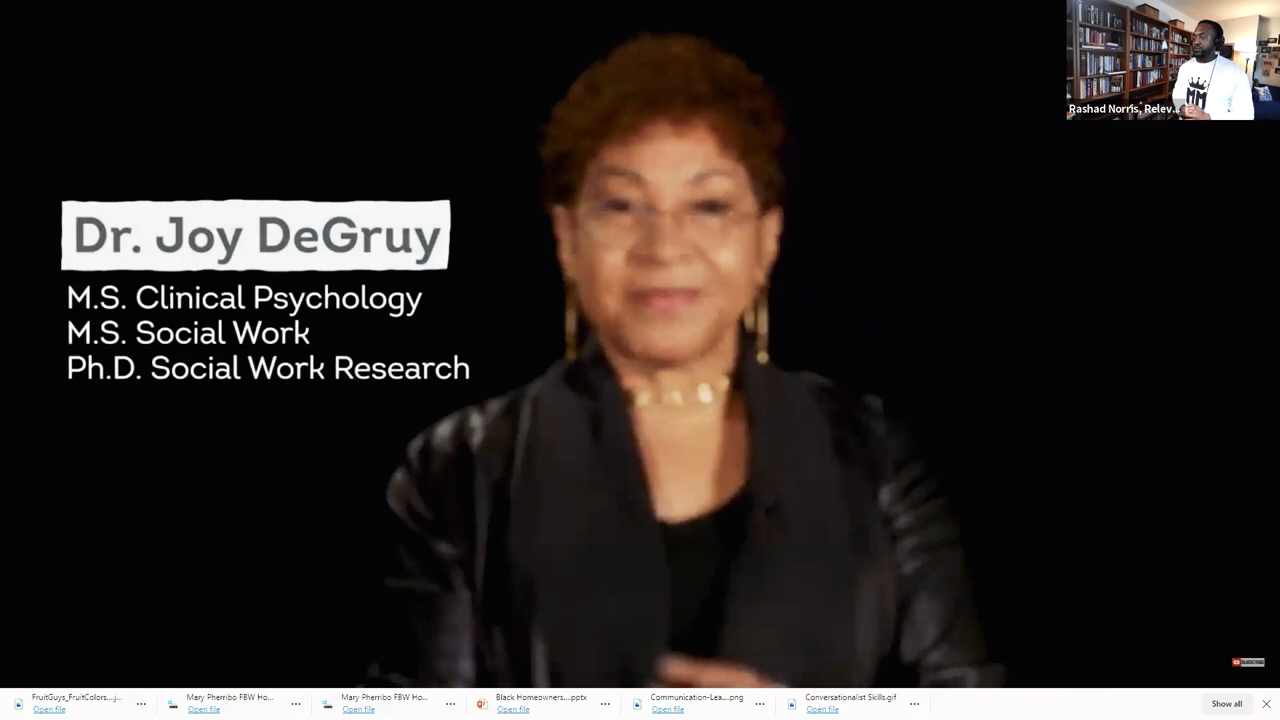 Rashad Norris, Relev...
Dr. Joy DeGruy
M.S. Clinical Psychology
M.S. Social Work
Ph.D. Social Work Research
MM
SUBSCRIBE
FruitGuys_FruitColors....j...
Open file
Mary Pherribo FBW Ho...
Open file
Mary Pherribo FBW Ho...
Open file
Black Homeowners....pptx
Open file
Communication-Lea....png
Open file
Conversationalist Skills.gif
Open file
Show all